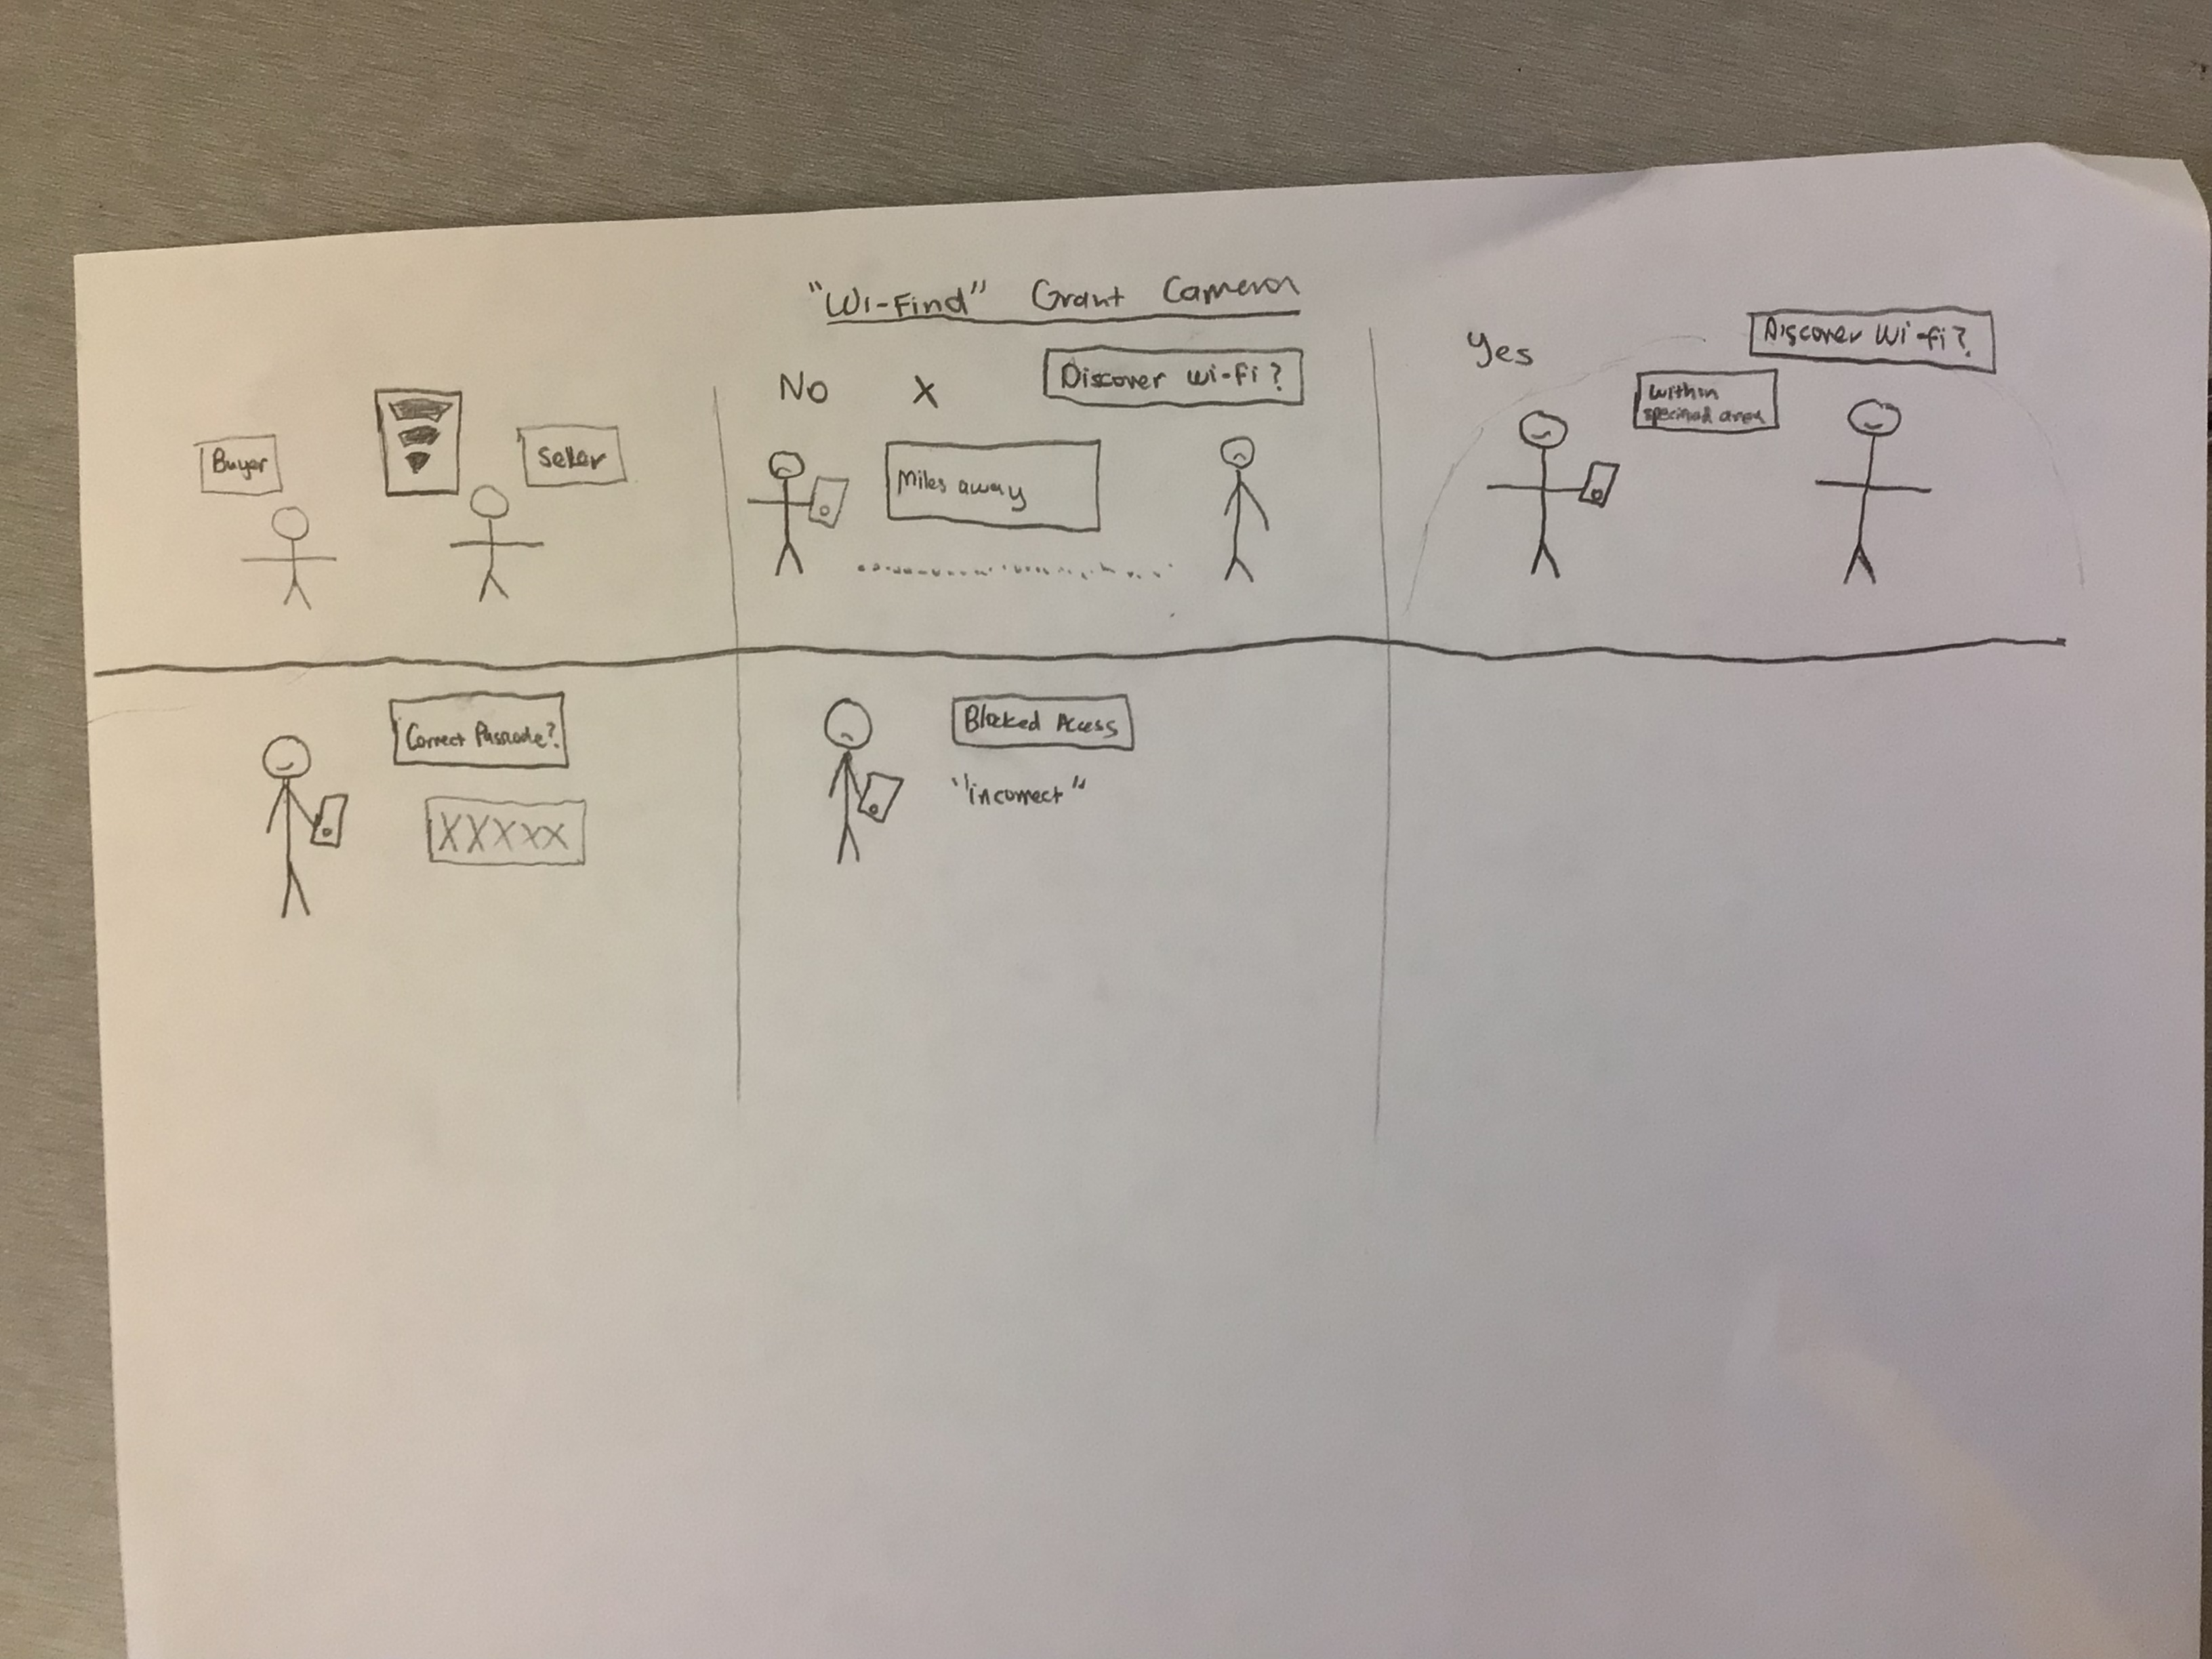 "Wi-Find" Grant Cameron
Buyer
Seller
No X
Discover Wi-Fi?
Miles away
Yes
Discover Wi-fi?
Within
specified area
Correct Passcode?
XXXXX
Blocked Access
"incorrect"